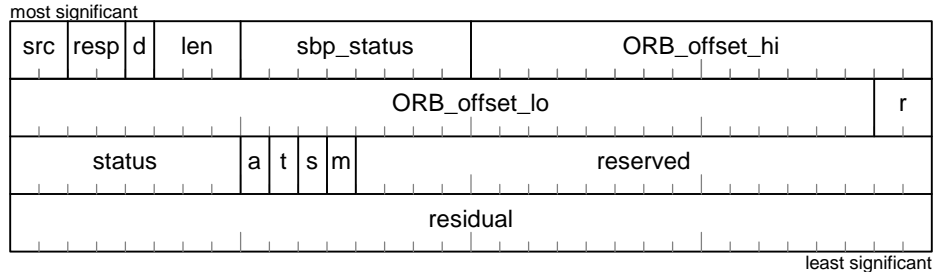 most significant
src resp d len sbp_status ORB_offset_hi
ORB_offset_lo r
status a t s m reserved
residual
least significant